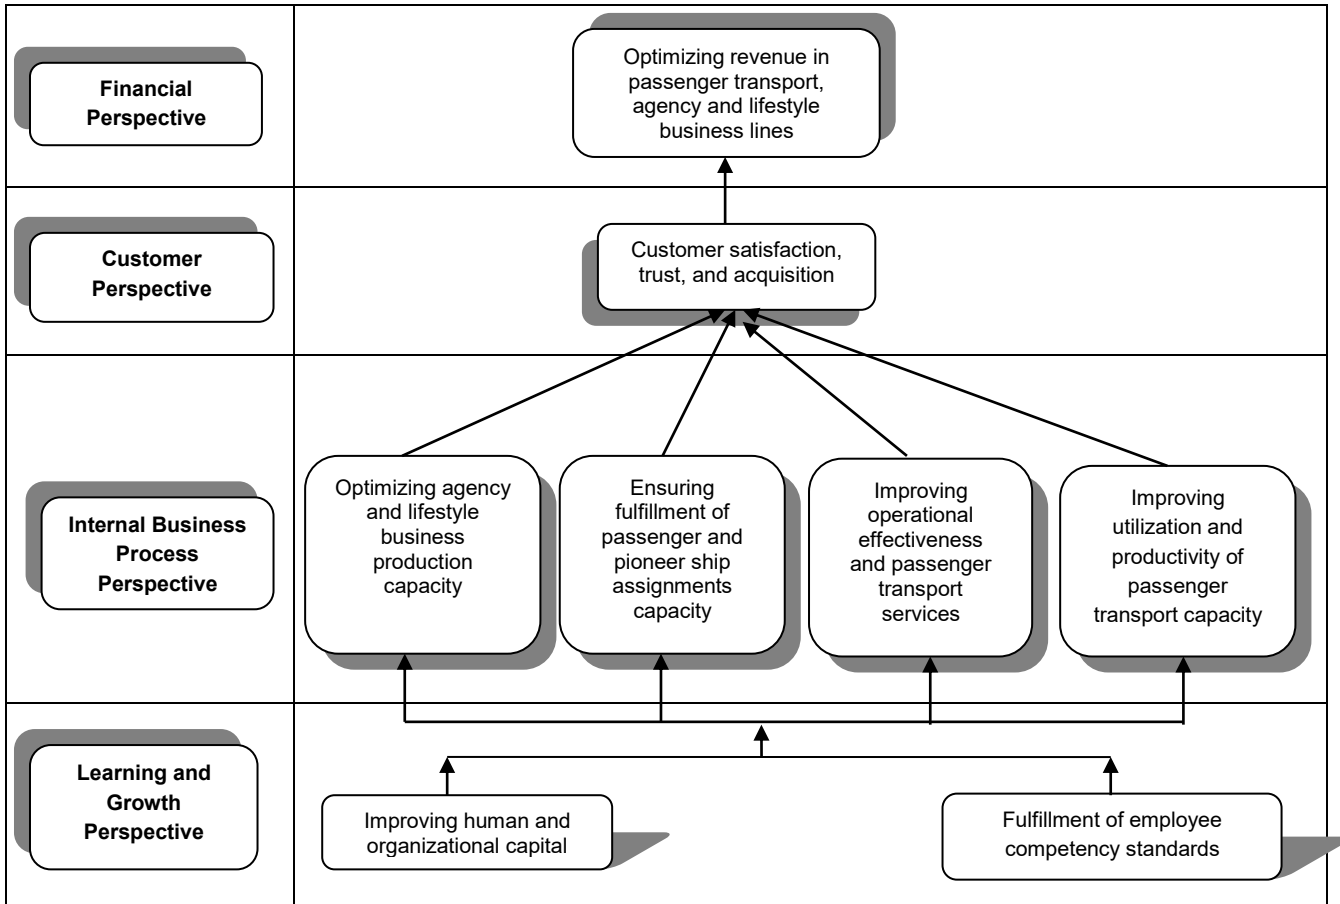 Financial
Perspective
Optimizing revenue in
passenger transport,
agency and lifestyle
business lines
Customer
Perspective
Customer satisfaction,
trust, and acquisition
Internal Business
Process
Perspective
Optimizing agency
and lifestyle
business
production
capacity
Ensuring
fulfillment of
passenger and
pioneer ship
assignments
capacity
Improving
operational
effectiveness
and passenger
transport
services
Improving
utilization and
productivity of
passenger
transport capacity
Learning and
Growth
Perspective
Improving human and
organizational capital
Fulfillment of employee
competency standards